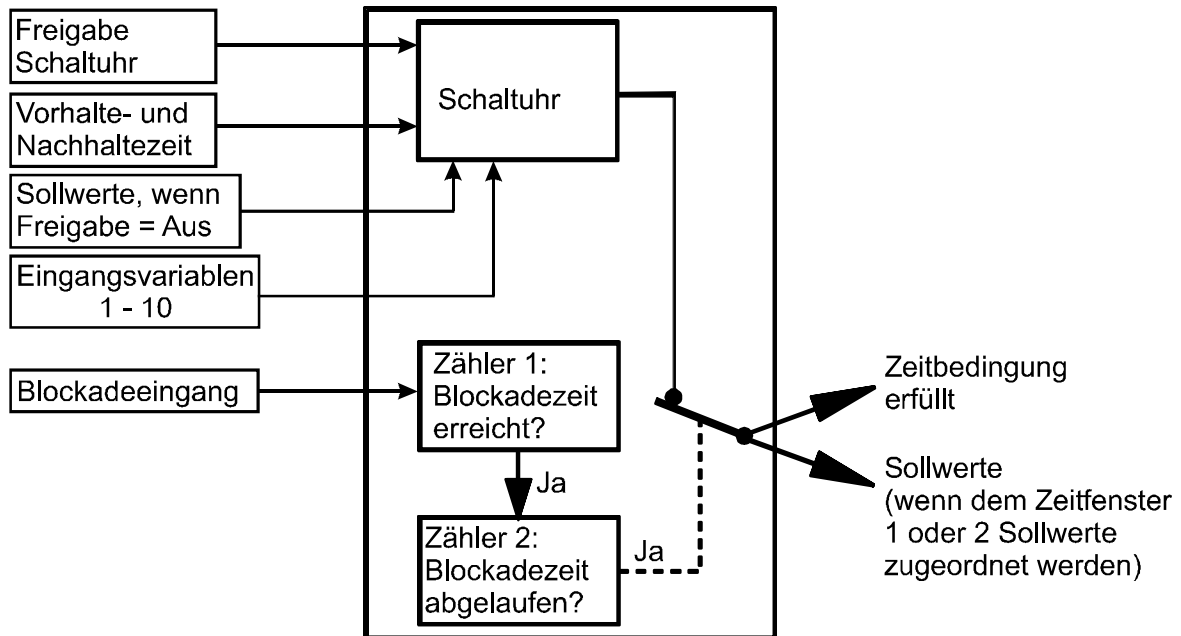 Freigabe
Schaltuhr
Vorhalte- und
Nachhaltezeit
Sollwerte, wenn
Freigabe = Aus
Eingangsvariablen
1 - 10
Blockadeeingang
Schaltuhr
Zähler 1:
Blockadezeit
erreicht?
Ja
Zähler 2:
Blockadezeit
abgelaufen?
Ja
Zeitbedingung
erfüllt
Sollwerte
(wenn dem Zeitfenster
1 oder 2 Sollwerte
zugeordnet werden)